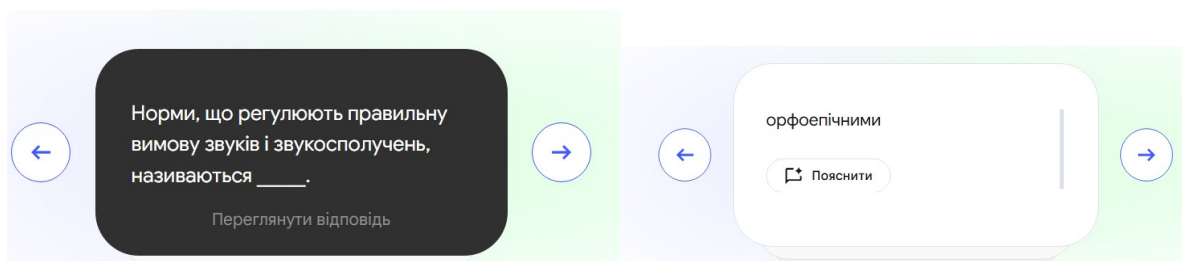 Норми, що регулюють правильну
вимову звуків і звукосполучень,
називаються _____.
Переглянути відповідь
орфоепічними
Пояснити